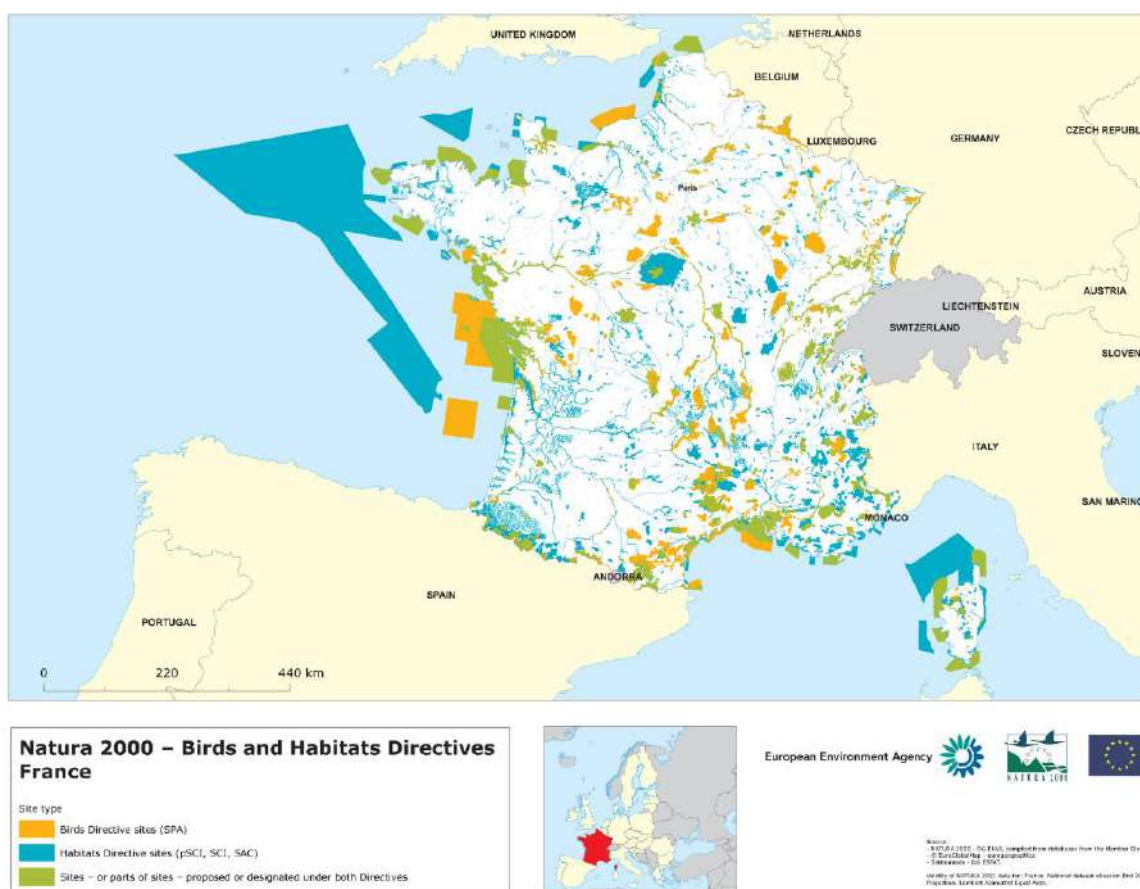 UNITED KINGDOM
NETHERLANDS
BELGIUM
LUXEMBOURG
GERMANY
CZECH REPUBL
Paris
AUSTRIA
LIECHTENSTEIN
SWITZERLAND
SLOVEN
ITALY
SAN MARINO
MONACO
ANDORRA
SPAIN
PORTUGAL
0 220 440 km
Natura 2000 – Birds and Habitats Directives
France
Site type
Birds Directive sites (SPA)
Habitats Directive sites (pSCI, SCI, SAC)
Sites – or parts of sites – proposed or designated under both Directives
European Environment Agency
NATURA 2000